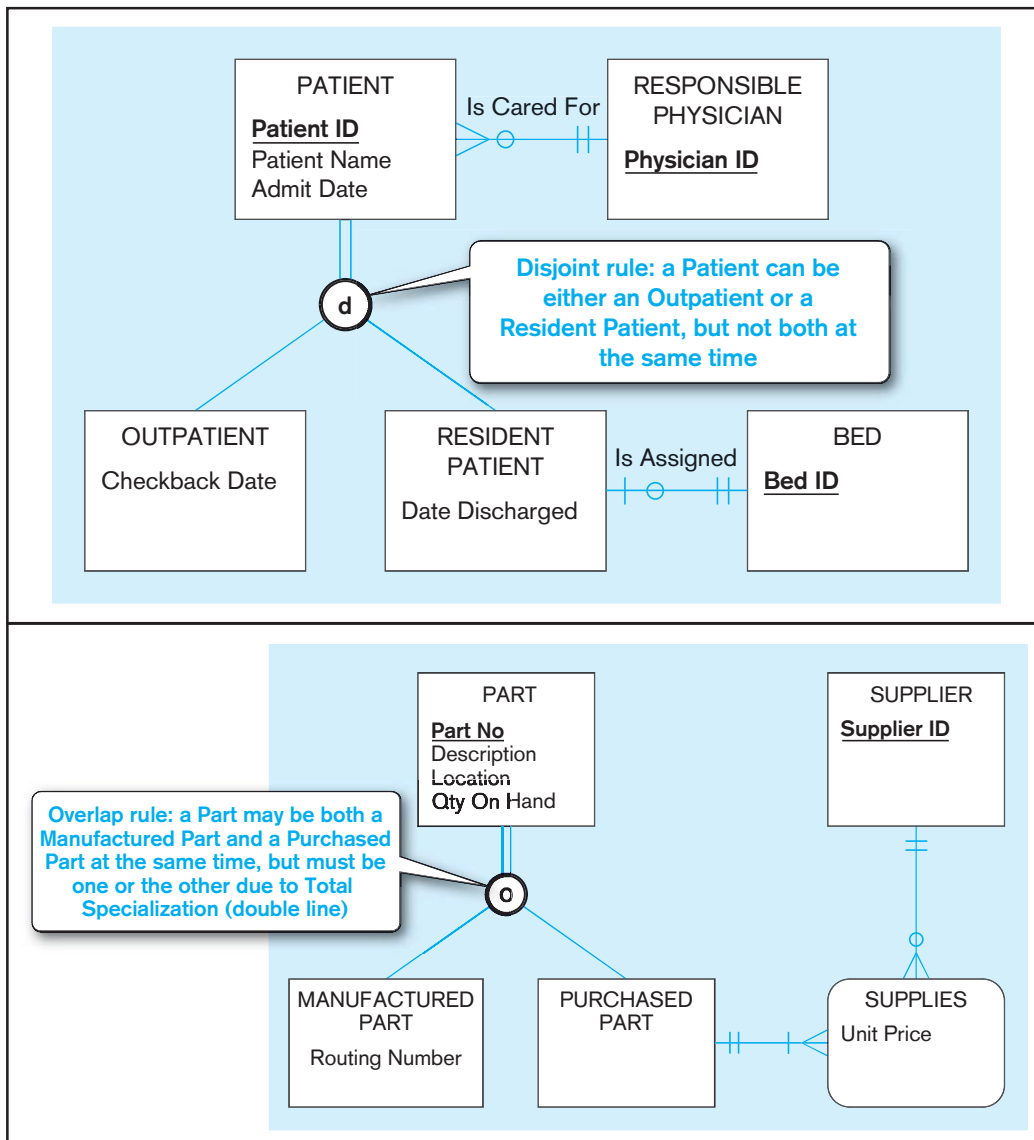 PATIENT
Patient ID
Patient Name
Admit Date
Is Cared For
RESPONSIBLE
PHYSICIAN
Physician ID
d
Disjoint rule: a Patient can be
either an Outpatient or a
Resident Patient, but not both at
the same time
OUTPATIENT
Checkback Date
RESIDENT
PATIENT
Date Discharged
Is Assigned
BED
Bed ID
PART
Part No
Description
Location
Qty On Hand
SUPPLIER
Supplier ID
Overlap rule: a Part may be both a
Manufactured Part and a Purchased
Part at the same time, but must be
one or the other due to Total
Specialization (double line)
o
MANUFACTURED
PART
Routing Number
PURCHASED
PART
SUPPLIES
Unit Price